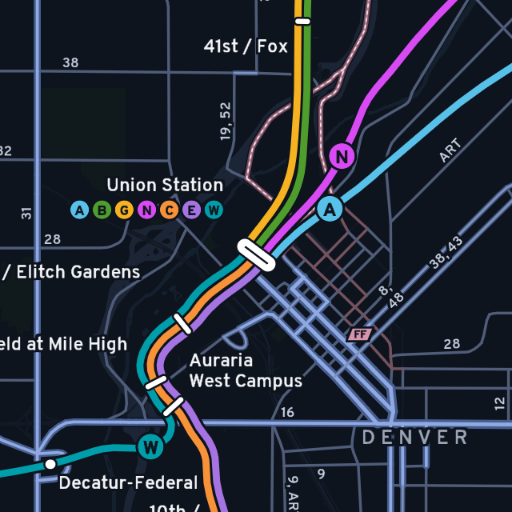 41st / Fox
38
19, 52
N
32
ART
Union Station
A B G N C E W
A
31
28
38, 43
/ Elitch Gardens
8,
48
eld at Mile High
FF
28
Auraria
West Campus
12
16
DENVER
W
9
9, AR
Decatur-Federal
10th /